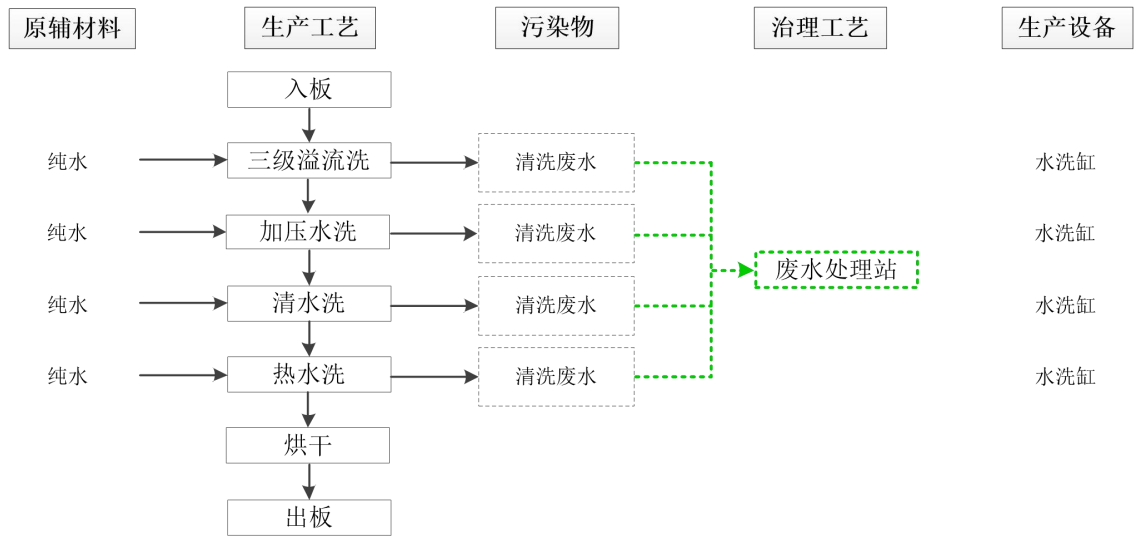 原辅材料 生产工艺 污染物 治理工艺 生产设备
入板
纯水 三级溢流洗 清洗废水 水洗缸
纯水 加压水洗 清洗废水 水洗缸
废水处理站
纯水 清水洗 清洗废水 水洗缸
纯水 热水洗 清洗废水 水洗缸
烘干
出板